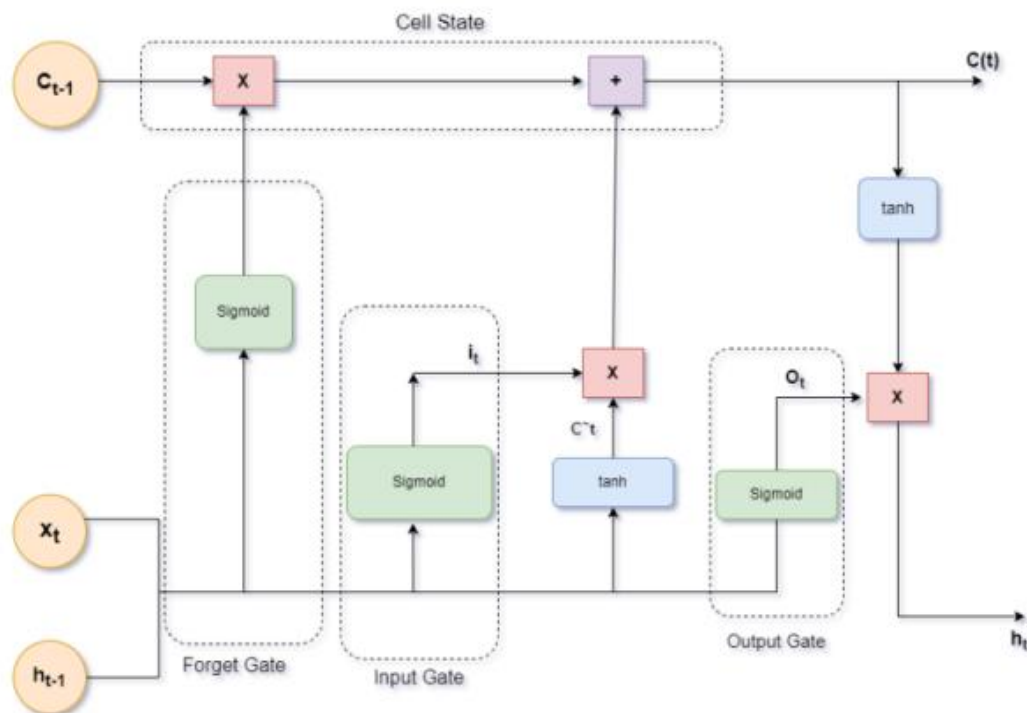 Cell State
C(t)
Ct-1
X
+
tanh
Sigmoid
it
X
Ot
X
C~t
Sigmoid
tanh
Sigmoid
Xt
ht
Output Gate
Forget Gate
Input Gate
ht-1